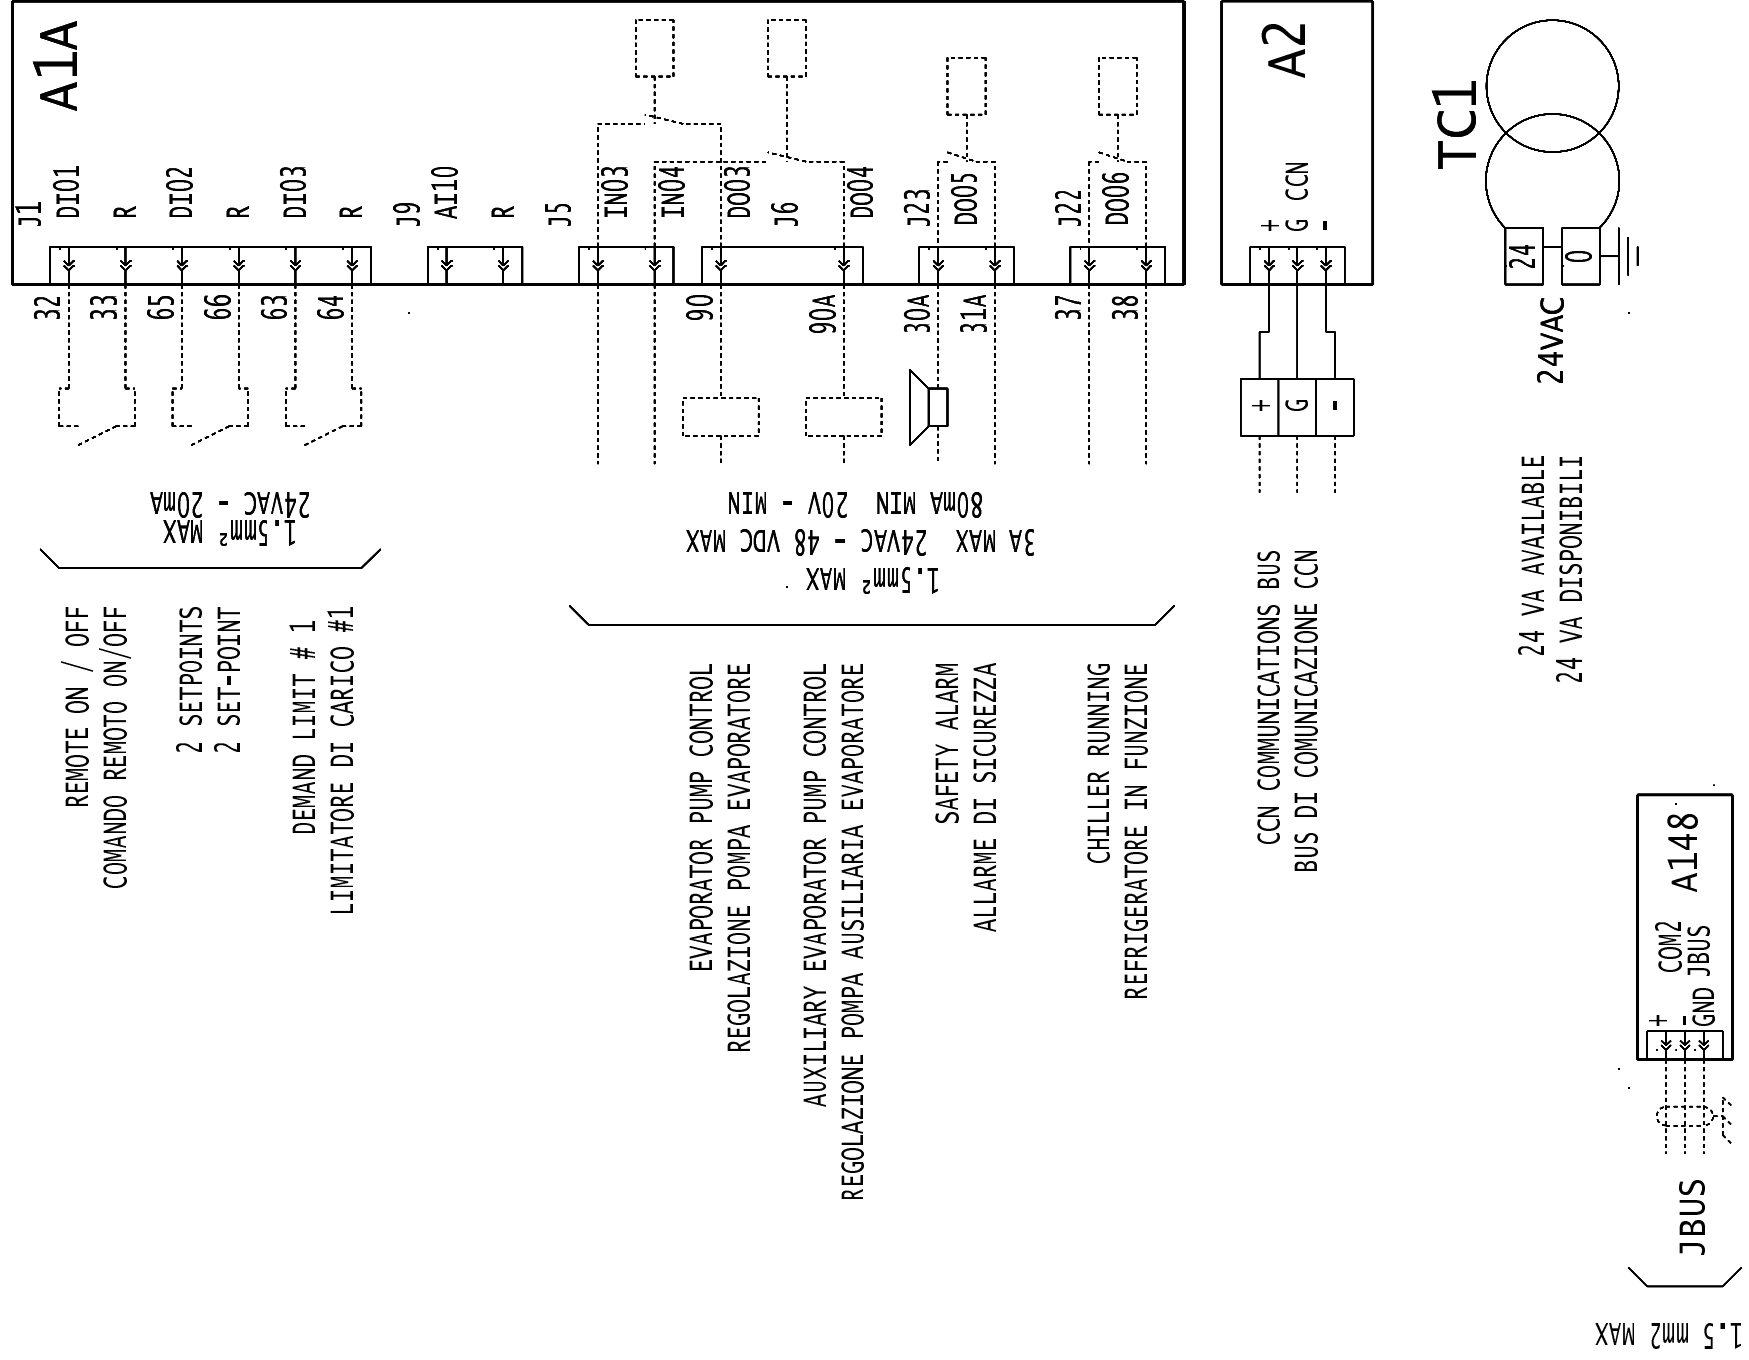 A1A
J1
DI01
R
DI02
R
DI03
R
J9
AI10
R
J5
IN03
IN04
DO03
J6
DO04
J23
DO05
J22
DO06
32
33
65
66
63
64
90
90A
30A
31A
37
38
24VAC - 20mA
1.5mm² MAX
80mA MIN 20V - MIN
3A MAX 24VAC - 48 VDC MAX
1.5mm² MAX
REMOTE ON / OFF
COMANDO REMOTO ON/OFF
2 SETPOINTS
2 SET-POINT
DEMAND LIMIT # 1
LIMITATORE DI CARICO #1
EVAPORATOR PUMP CONTROL
REGOLAZIONE POMPA EVAPORATORE
AUXILIARY EVAPORATOR PUMP CONTROL
REGOLAZIONE POMPA AUSILIARIA EVAPORATORE
SAFETY ALARM
ALLARME DI SICUREZZA
CHILLER RUNNING
REFRIGERATORE IN FUNZIONE
A2
CCN
+
G
-
+
G
-
CCN COMMUNICATIONS BUS
BUS DI COMUNICAZIONE CCN
TC1
24
0
24VAC
24 VA AVAILABLE
24 VA DISPONIBILI
A148
COM2
JBUS
+
-
GND
JBUS
1.5 mm2 MAX